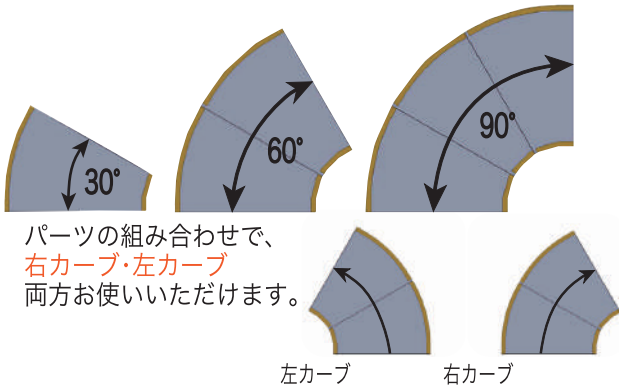 30°
60°
90°
パーツの組み合わせで、
右カーブ・左カーブ
両方お使いいただけます。
左カーブ
右カーブ